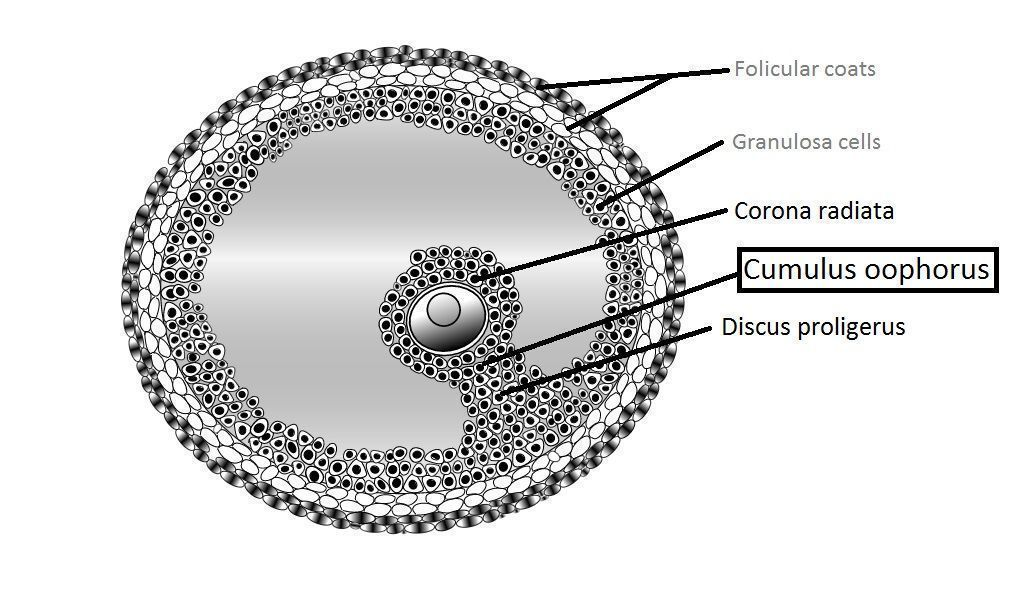 Folicular coats
Granulosa cells
Corona radiata
Cumulus oophorus
Discus proligerus